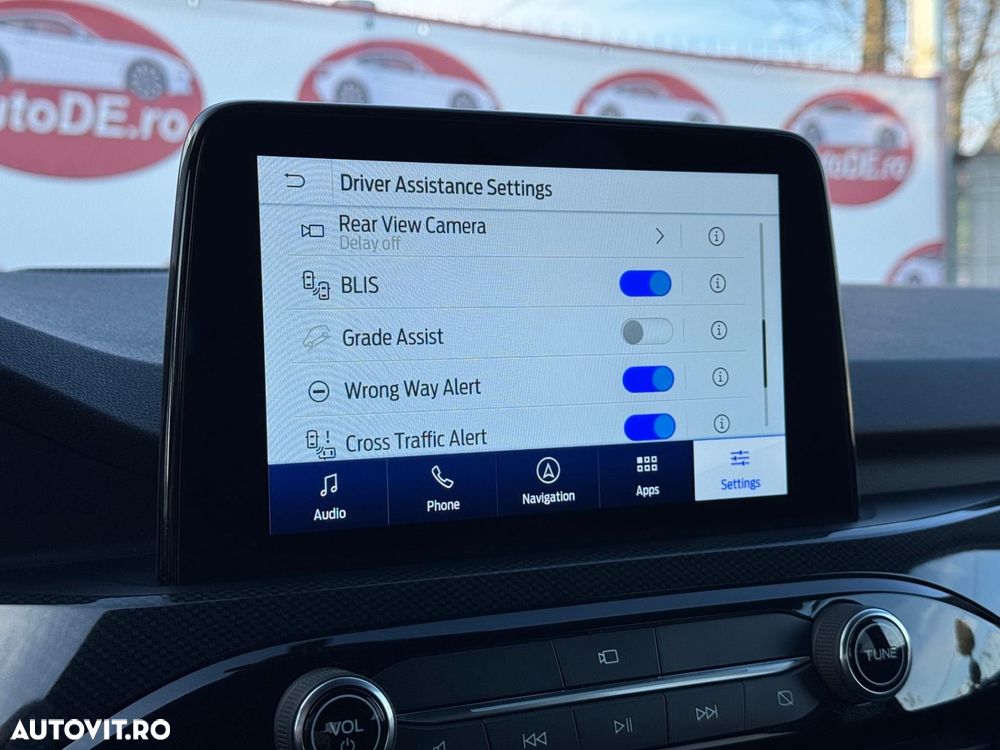 utoDE.ro
toDE.ro
Driver Assistance Settings
Rear View Camera
Delay off
BLIS
Grade Assist
Wrong Way Alert
Cross Traffic Alert
Audio
Phone
Navigation
Apps
Settings
VOL
TUNE
AUTOVIT.RO